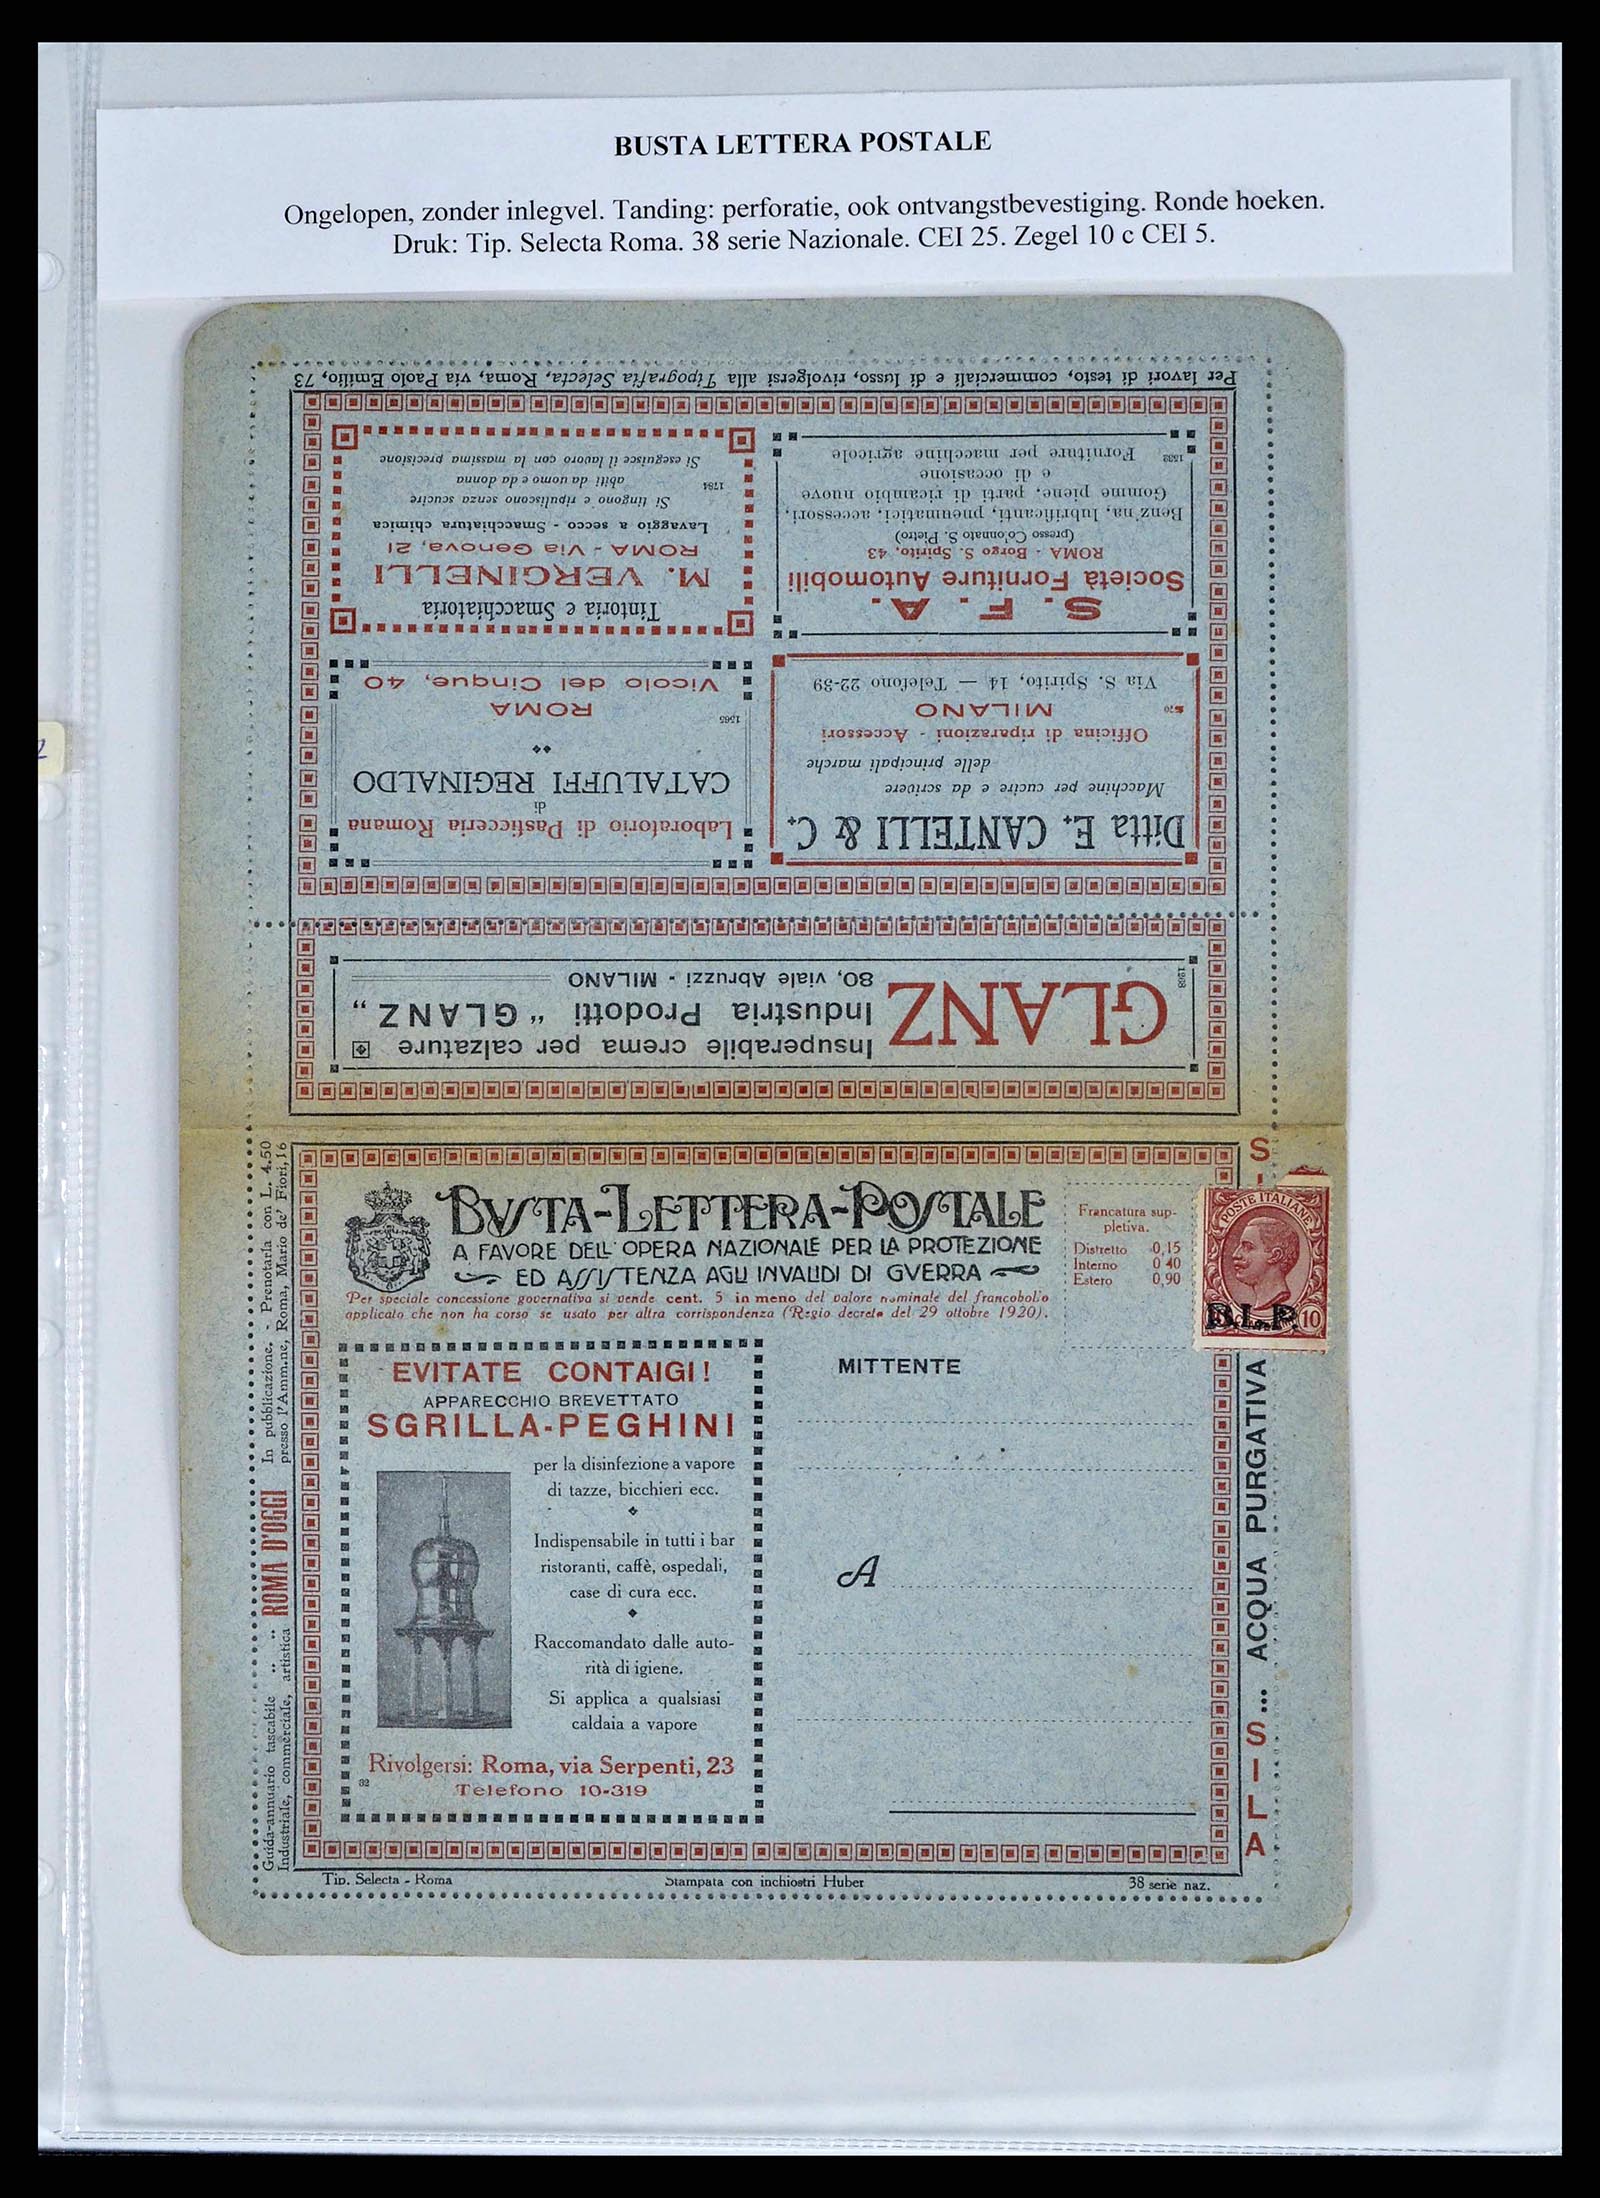 BUSTA LETTERA POSTALE
Ongelopen, zonder inlegvel. Tanding: perforatie, ook ontvangstbevestiging. Ronde hoeken.
Druk: Tip. Selecta Roma. 38 serie Nazionale. CEI 25. Zegel 10 c CEI 5.
Per lavori di testo, commerciali e di lusso, rivolgersi alla Tipografia Selecta, Roma, via Paolo Emilio, 73
S. F. A.
Società Forniture Automobili
ROMA - Borgo S. Spirito, 43
(presso Co'onnato S. Pietro)
Benz'na, lubrificanti, pneumatici, accessori,
Gomme piene, parti di ricambio nuove
e di occasione
Forniture per macchine agricole
1532
Tintoria e Smacchiatoria
M. VERGINELLI
ROMA - Via Genova, 21
Lavaggio a secco - Smacchiatura chimica
Si tingono e ripuliscono senza scucire
abiti da uomo e da donna
1784
Si eseguisce il lavoro con la massima precisione
Ditta E. CANTELLI & C.
Macchine per cucire e da scrivere
delle principali marche
Officina di riparazioni - Accessori
MILANO
Via S. Spirito, 14 — Telefono 22-39
Laboratorio di Pasticceria Romana
di
CATALUFFI REGINALDO
1565
ROMA
Vicolo del Cinque, 40
GLANZ
Insuperabile crema per calzature
Industria Prodotti "GLANZ"
80, viale Abruzzi - MILANO
1208
BUSTA-LETTERA-POSTALE
A FAVORE DELL'OPERA NAZIONALE PER LA PROTEZIONE
ED ASSISTENZA AGLI INVALIDI DI GVERRA
Per speciale concessione governativa si vende cent. 5 in meno del valore nominale del francobollo
applicato che non ha corso se usato per altra corrispondenza (Regio decreto del 29 ottobre 1920).
Francatura sup-
pletiva.
Distretto 0,15
Interno 0 40
Estero 0,90
POSTE ITALIANE
B.L.P.
10
EVITATE CONTAIGI!
APPARECCHIO BREVETTATO
SGRILLA-PEGHINI
per la disinfezione a vapore
di tazze, bicchieri ecc.
Indispensabile in tutti i bar
ristoranti, caffè, ospedali,
case di cura ecc.
Raccomandato dalle auto-
rità di igiene.
Si applica a qualsiasi
caldaia a vapore
Rivolgersi: Roma, via Serpenti, 23
32
Telefono 10-319
MITTENTE
A
Guida-annuario tascabile .. .. ROMA D'OGGI In pubblicazione. - Prenotarla con L. 4.50
Industriale, commerciale, artistica presso l'Amm.ne, Roma, Mario de' Fiori, 16
ACQUA PURGATIVA
... SILA
Tip. Selecta - Roma
Stampata con inchiostri Huber
38 serie naz.